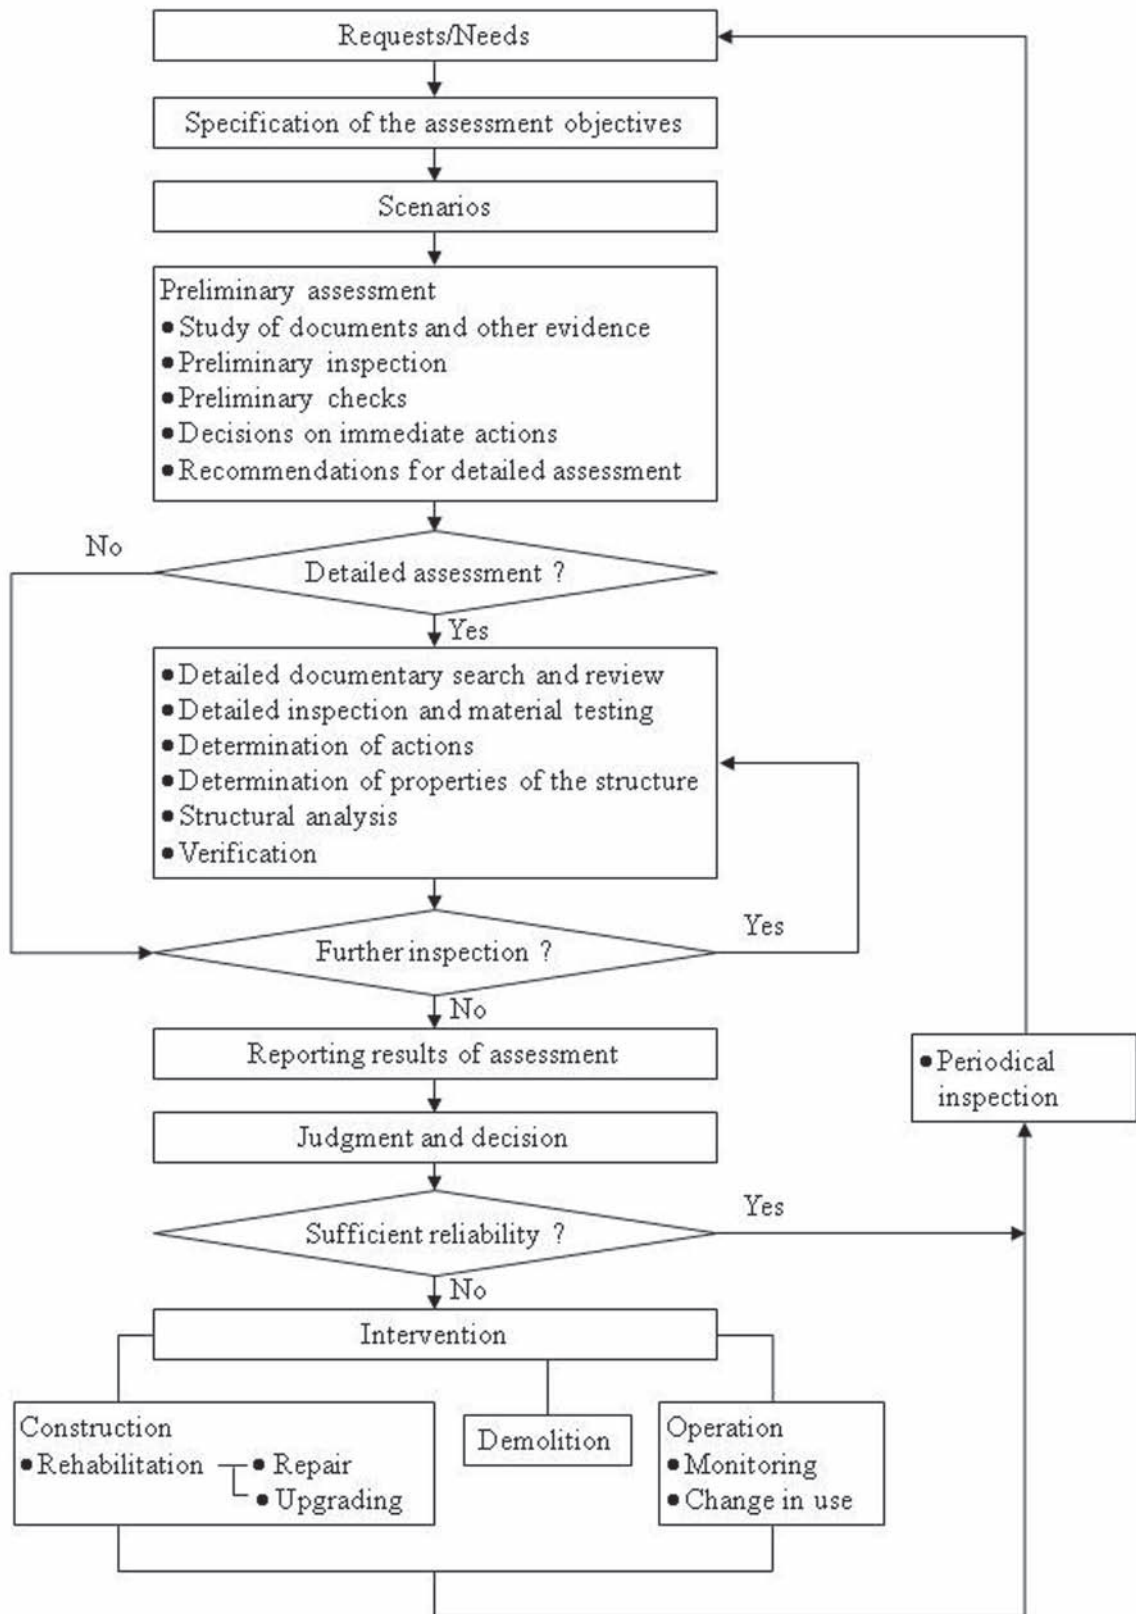 Requests/Needs
Specification of the assessment objectives
Scenarios
Preliminary assessment
● Study of documents and other evidence
● Preliminary inspection
● Preliminary checks
● Decisions on immediate actions
● Recommendations for detailed assessment
No
Detailed assessment ?
Yes
● Detailed documentary search and review
● Detailed inspection and material testing
● Determination of actions
● Determination of properties of the structure
● Structural analysis
● Verification
Further inspection ?
Yes
No
Reporting results of assessment
● Periodical
inspection
Judgment and decision
Sufficient reliability ?
Yes
No
Intervention
Construction
● Rehabilitation
● Repair
● Upgrading
Demolition
Operation
● Monitoring
● Change in use